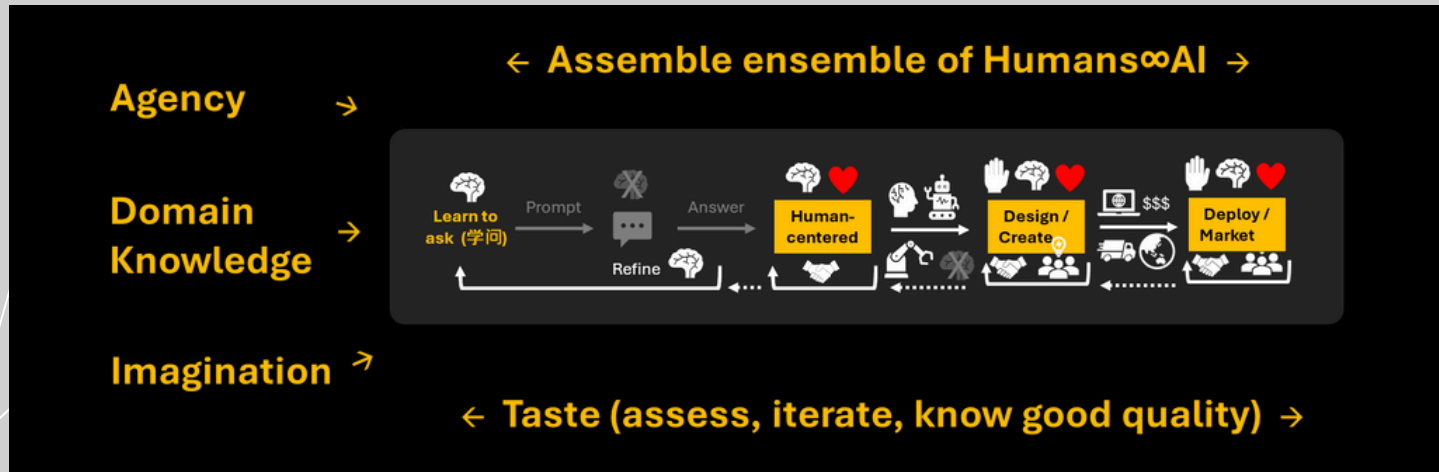 ← Assemble ensemble of Humans∞AI →
Agency →
Domain
Knowledge →
Imagination →
Learn to
ask (学问)
Prompt
Refine
Answer
Human-
centered
Design /
Create
$$$
Deploy /
Market
← Taste (assess, iterate, know good quality) →